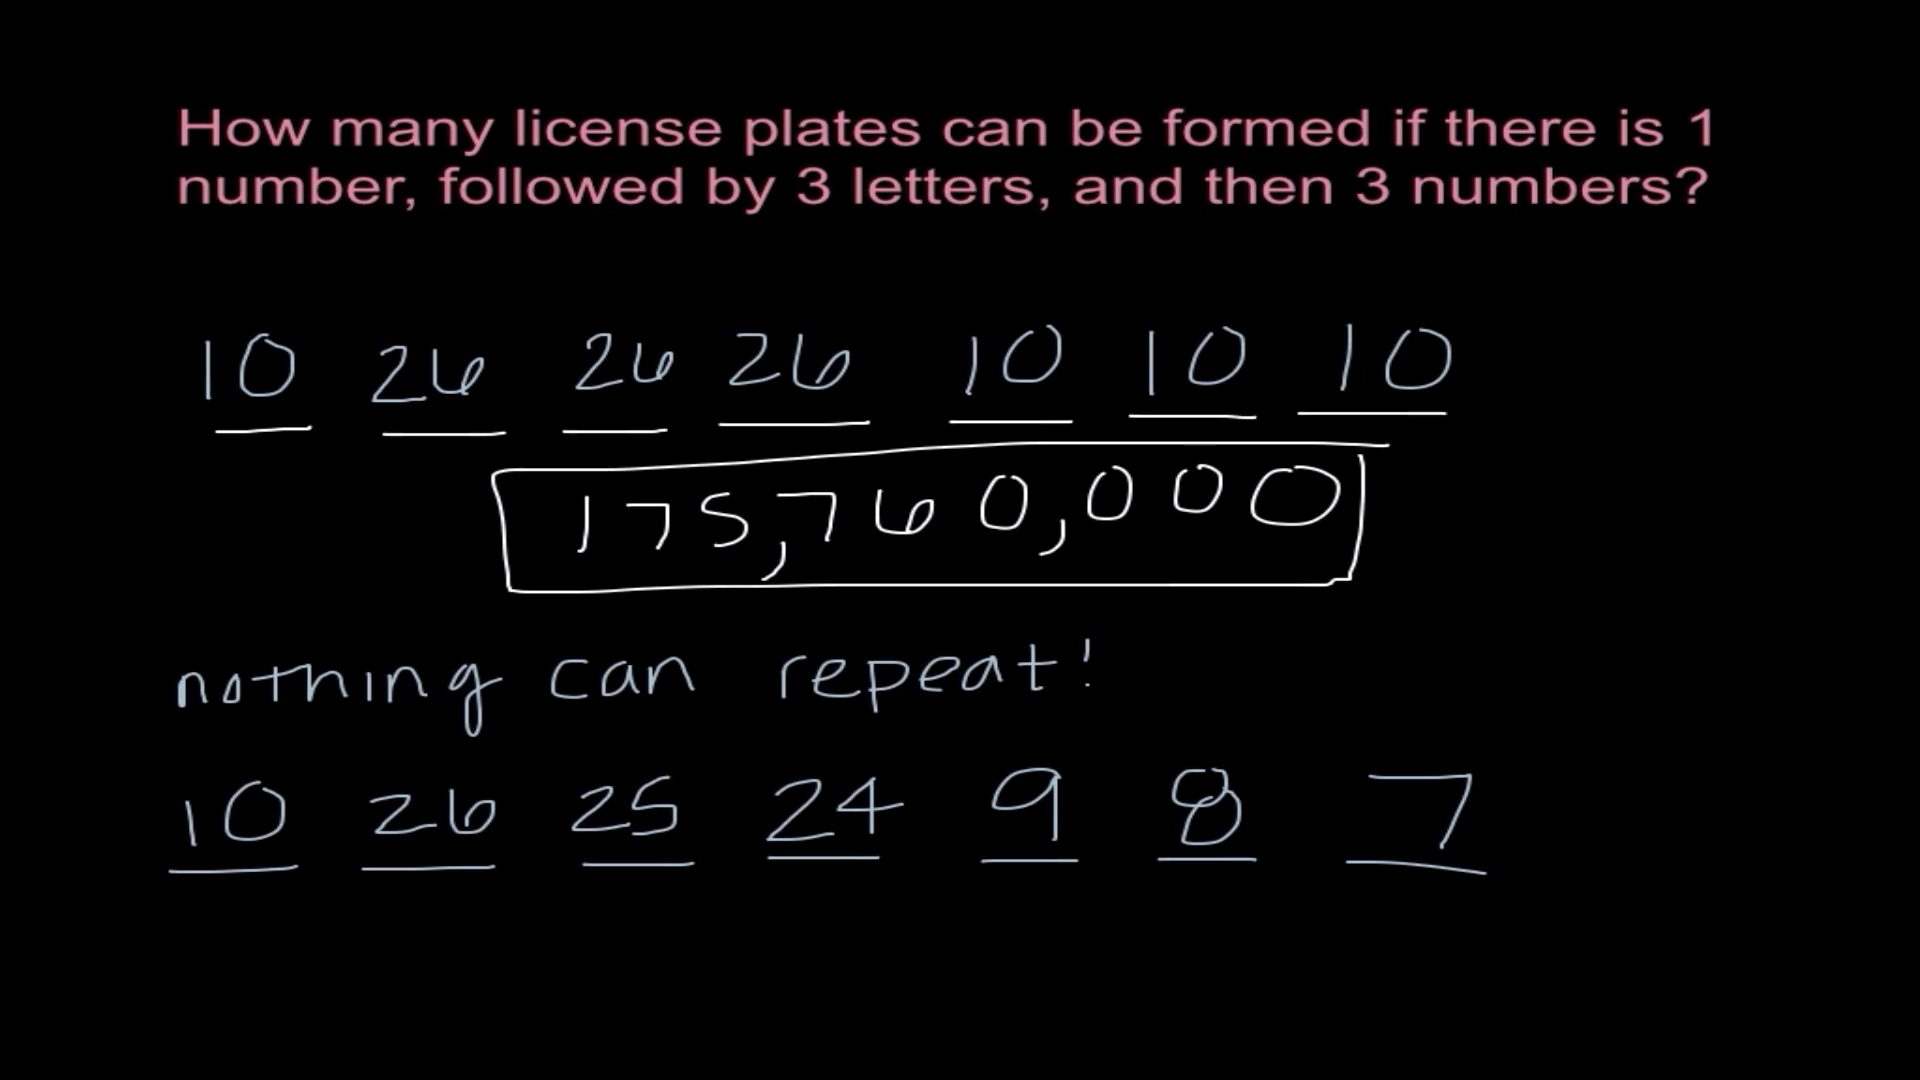 How many license plates can be formed if there is 1
number, followed by 3 letters, and then 3 numbers?
10 26 26 26 10 10 10
175,760,000
nothing can repeat!
10 26 25 24 9 8 7